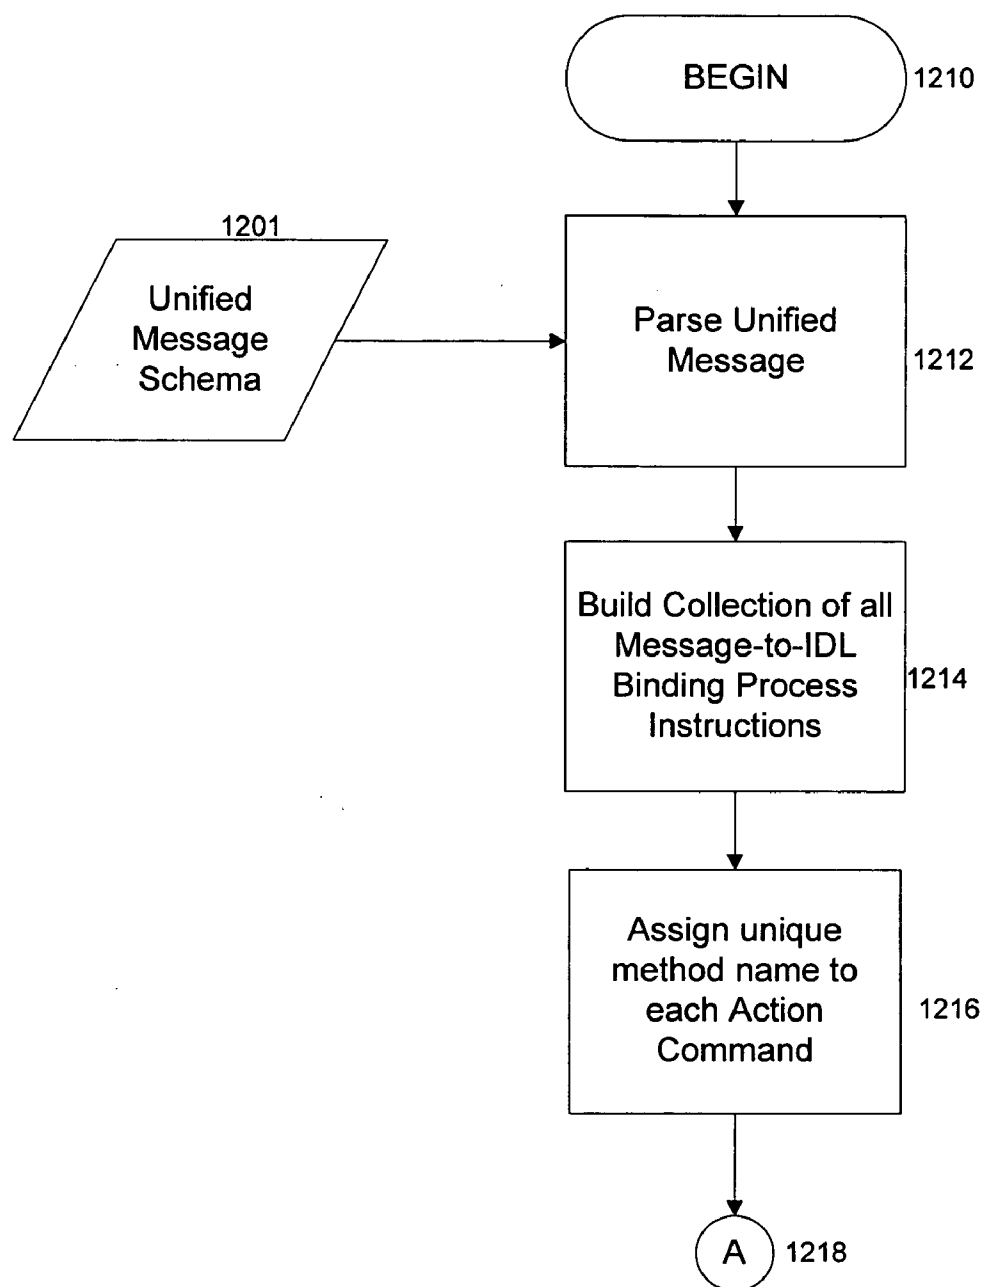 BEGIN
1210
1201
Unified
Message
Schema
Parse Unified
Message
1212
Build Collection of all
Message-to-IDL
Binding Process
Instructions
1214
Assign unique
method name to
each Action
Command
1216
A
1218